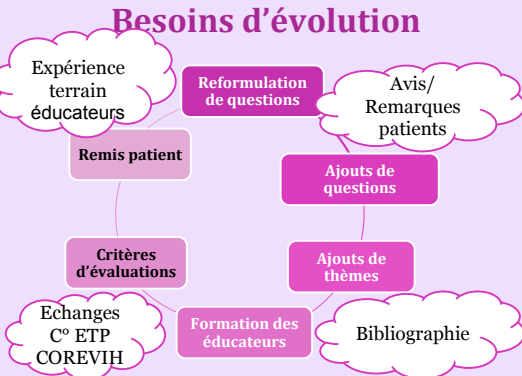 Besoins d'évolution
Expérience
terrain
éducateurs
Reformulation
de questions
Avis/
Remarques
patients
Remis patient
Ajouts de
questions
Critères
d'évaluations
Ajouts de
thèmes
Echanges
C° ETP
COREVIH
Formation des
éducateurs
Bibliographie